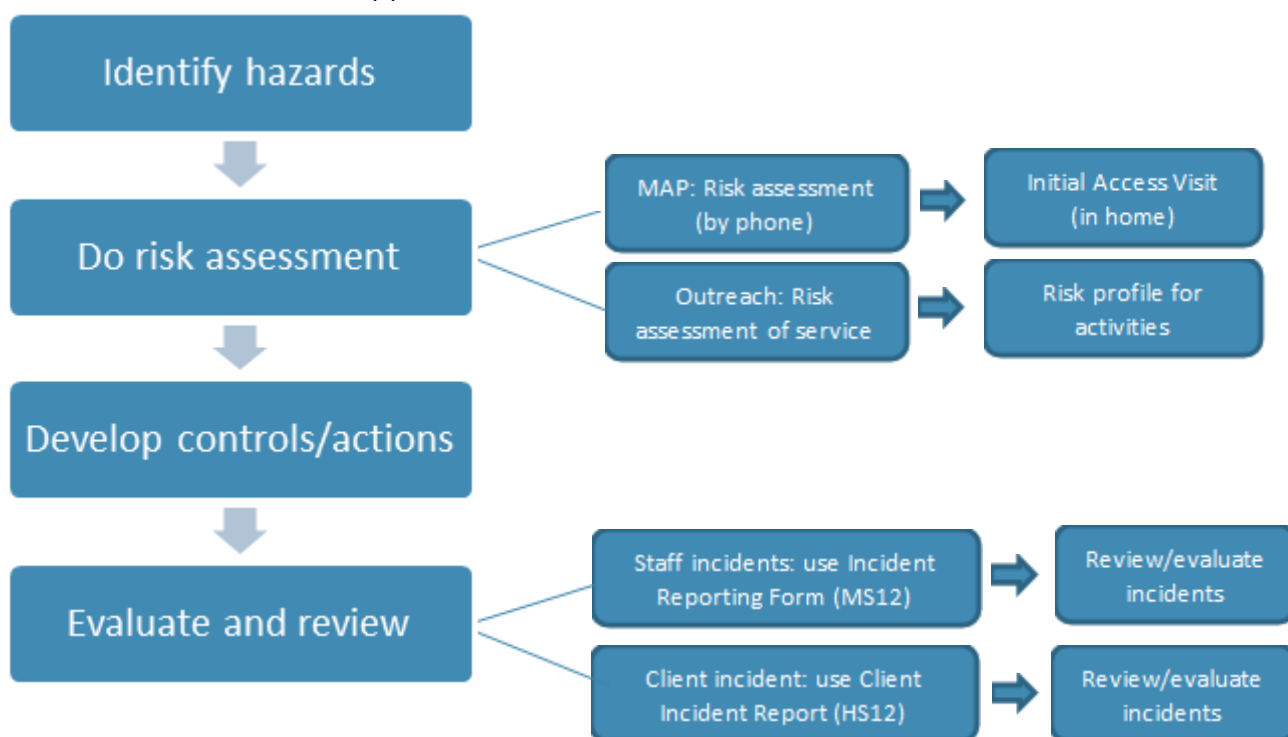 Identify hazards
Do risk assessment
MAP: Risk assessment
(by phone)
Initial Access Visit
(in home)
Outreach: Risk
assessment of service
Risk profile for
activities
Develop controls/actions
Evaluate and review
Staff incidents: use Incident
Reporting Form (MS12)
Review/evaluate
incidents
Client incident: use Client
Incident Report (HS12)
Review/evaluate
incidents